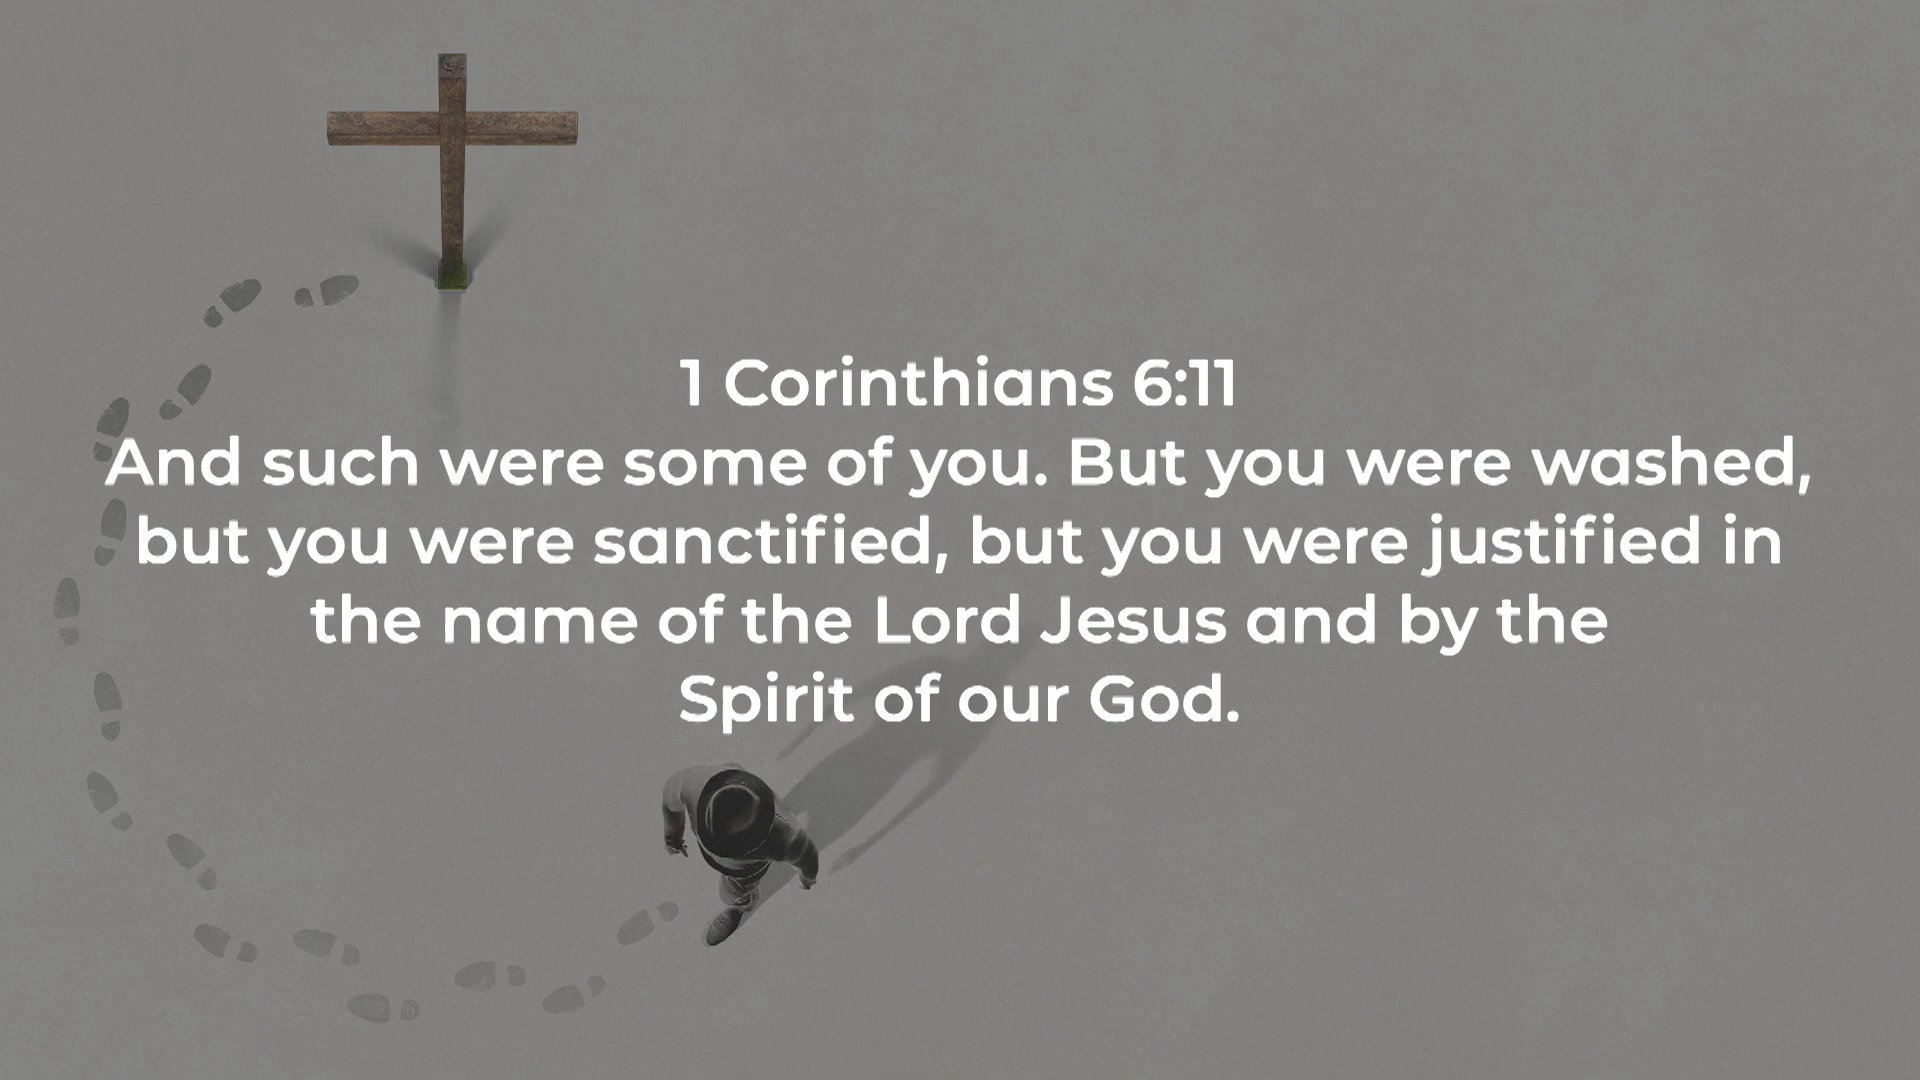 1 Corinthians 6:11
And such were some of you. But you were washed,
but you were sanctified, but you were justified in
the name of the Lord Jesus and by the
Spirit of our God.